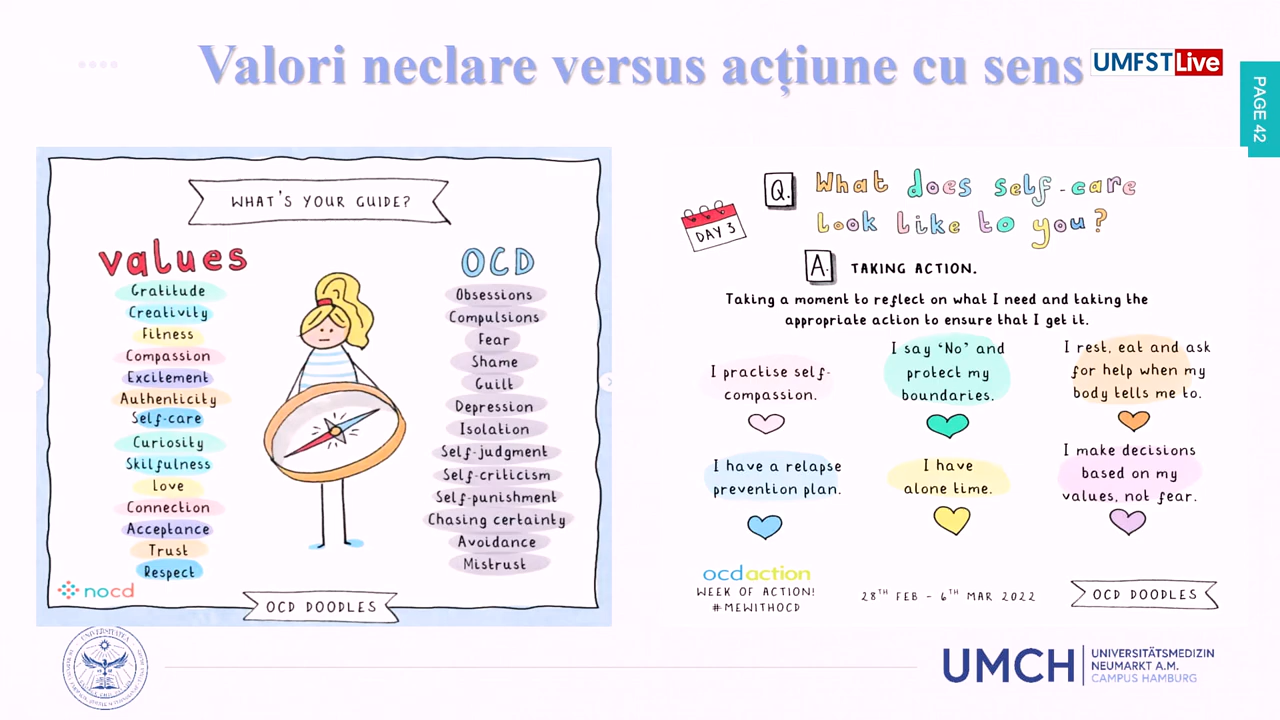 Valori neclare versus acțiune cu sens
UMFST Live
PAGE 42
WHAT'S YOUR GUIDE?
values
Gratitude
Creativity
Fitness
Compassion
Excitement
Authenticity
Self-care
Curiosity
Skilfulness
Love
Connection
Acceptance
Trust
Respect
OCD
Obsessions
Compulsions
Fear
Shame
Guilt
Depression
Isolation
Self-judgment
Self-criticism
Self-punishment
Chasing certainty
Avoidance
Mistrust
nocd
OCD DOODLES
DAY 3
Q. What does self-care
look like to you?
A. TAKING ACTION.
Taking a moment to reflect on what I need and taking the
appropriate action to ensure that I get it.
I practise self-
compassion.
I say 'No' and
protect my
boundaries.
I rest, eat and ask
for help when my
body tells me to.
I have a relapse
prevention plan.
I have
alone time.
I make decisions
based on my
values, not fear.
ocdaction
WEEK OF ACTION!
#MEWITHOCD
28TH FEB - 6TH MAR 2022
OCD DOODLES
UMCH
UNIVERSITÄTSMEDIZIN
NEUMARKT A.M.
CAMPUS HAMBURG